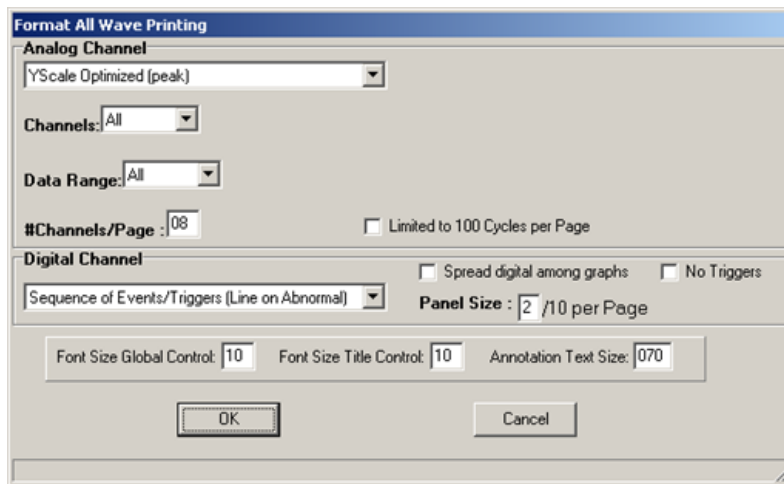 Format All Wave Printing
Analog Channel
YScale Optimized (peak)
Channels: All
Data Range: All
#Channels/Page : 08 Limited to 100 Cycles per Page
Digital Channel
Spread digital among graphs No Triggers
Sequence of Events/Triggers (Line on Abnormal) Panel Size : 2 /10 per Page
Font Size Global Control: 10 Font Size Title Control: 10 Annotation Text Size: 070
OK Cancel